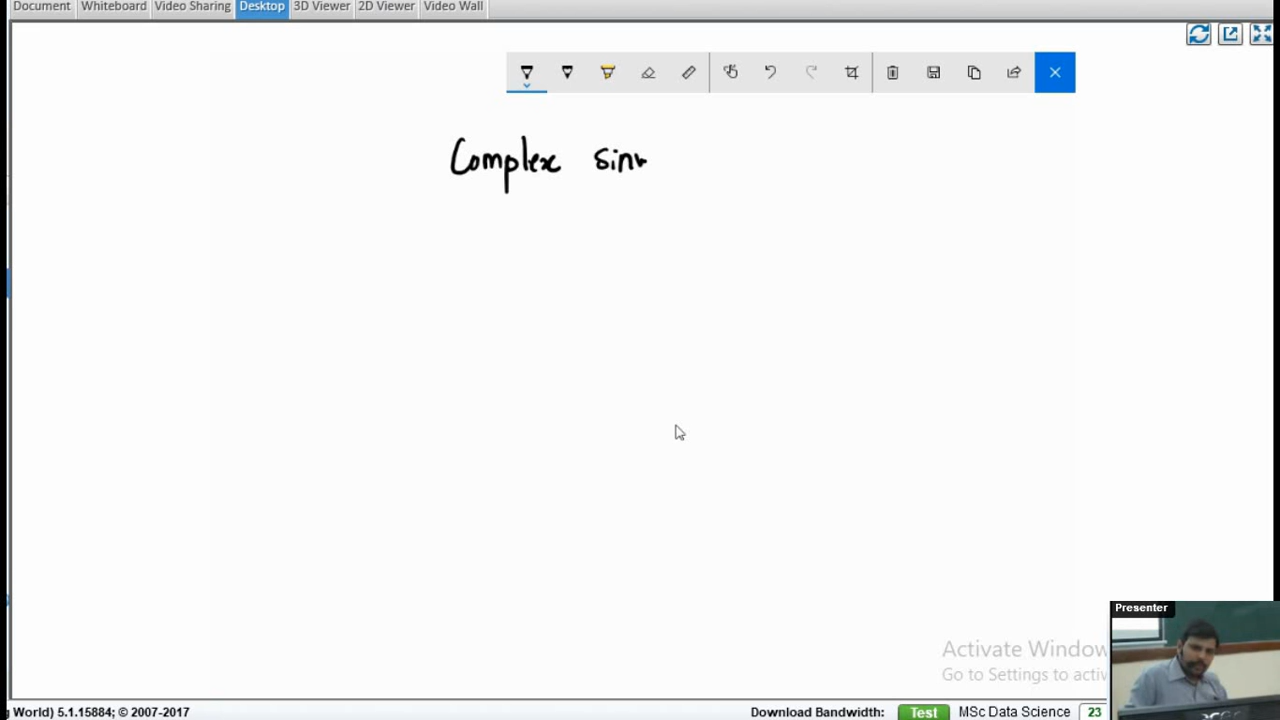 Document Whiteboard Video Sharing Desktop 3D Viewer 2D Viewer Video Wall
Complex
Presenter
Activate Window
Go to Settings to activ
World) 5.1.15884; © 2007-2017 Download Bandwidth: Test MSc Data Science 23